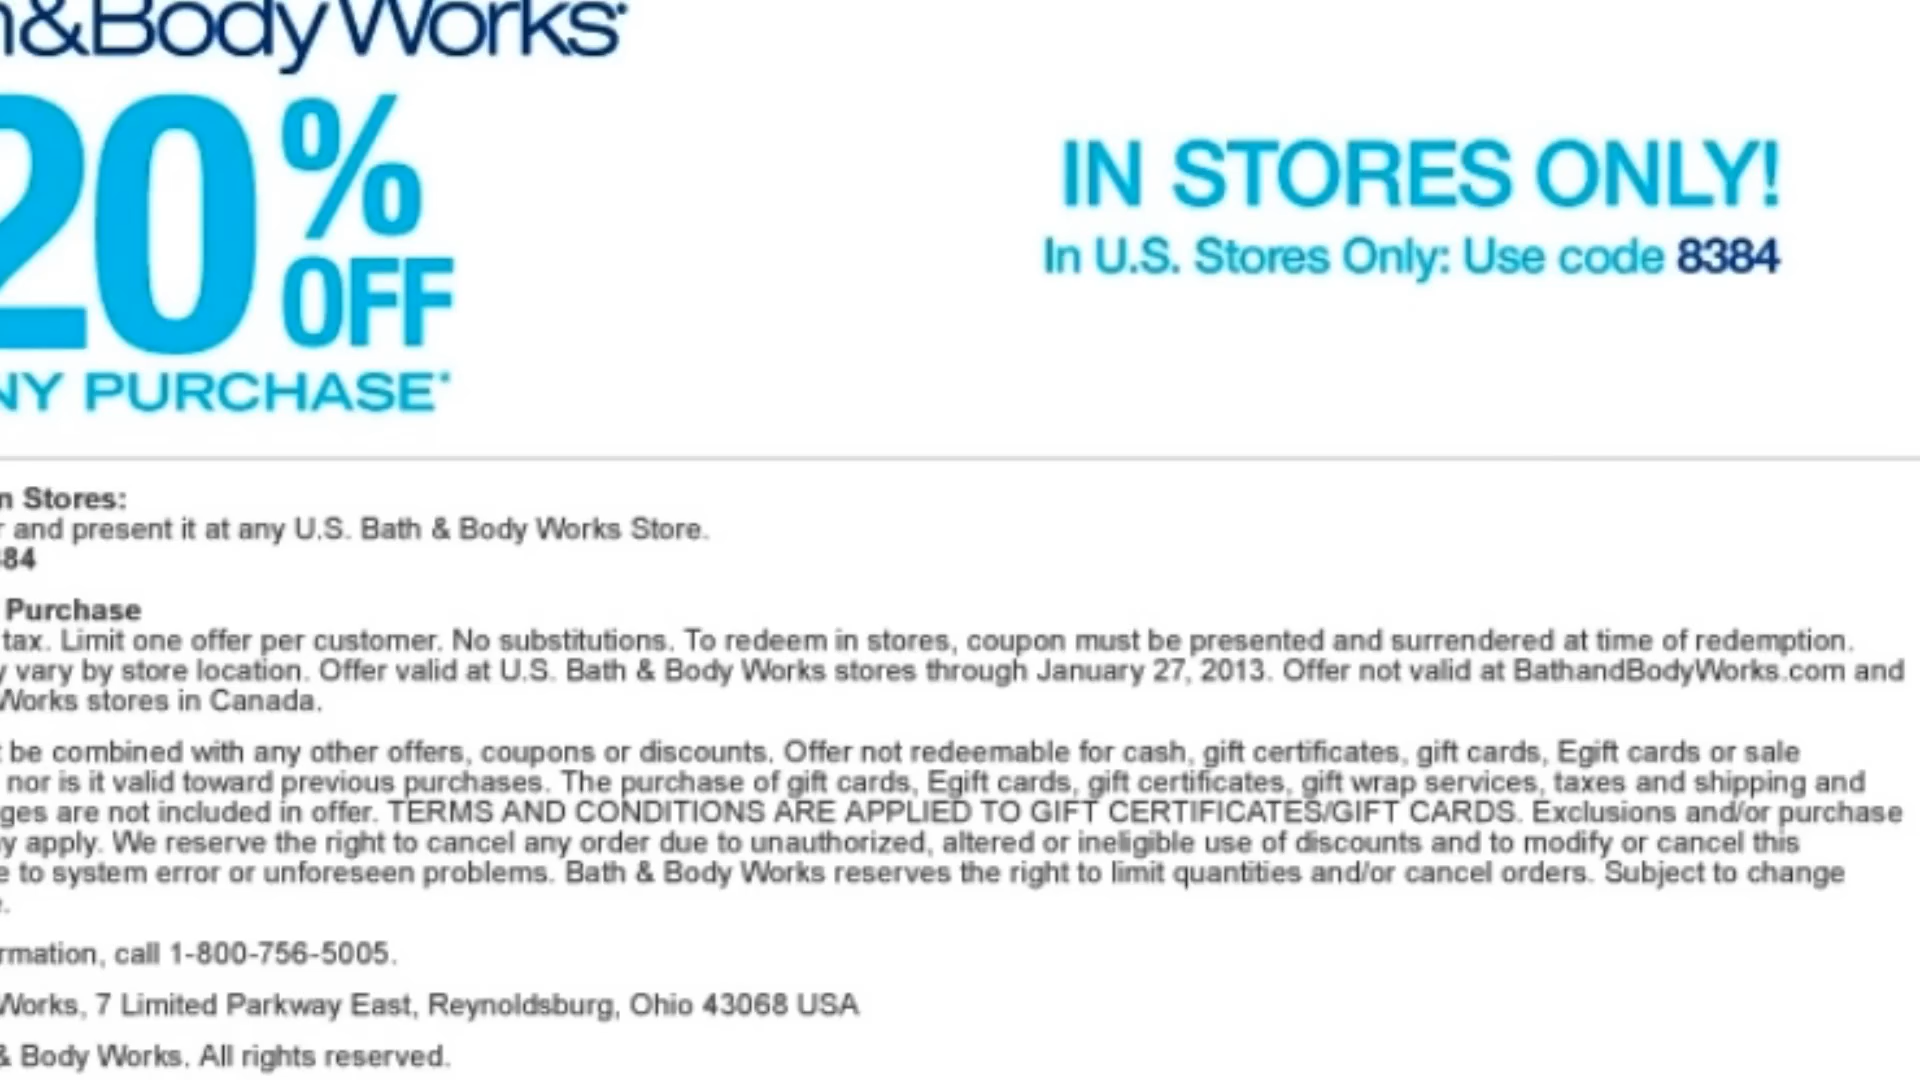 &Body Works
20% OFF
NY PURCHASE*
IN STORES ONLY!
In U.S. Stores Only: Use code 8384
n Stores:
r and present it at any U.S. Bath & Body Works Store.
84
Purchase
tax. Limit one offer per customer. No substitutions. To redeem in stores, coupon must be presented and surrendered at time of redemption.
y vary by store location. Offer valid at U.S. Bath & Body Works stores through January 27, 2013. Offer not valid at BathandBodyWorks.com and
Works stores in Canada.
be combined with any other offers, coupons or discounts. Offer not redeemable for cash, gift certificates, gift cards, Egift cards or sale
nor is it valid toward previous purchases. The purchase of gift cards, Egift cards, gift certificates, gift wrap services, taxes and shipping and
ges are not included in offer. TERMS AND CONDITIONS ARE APPLIED TO GIFT CERTIFICATES/GIFT CARDS. Exclusions and/or purchase
y apply. We reserve the right to cancel any order due to unauthorized, altered or ineligible use of discounts and to modify or cancel this
e to system error or unforeseen problems. Bath & Body Works reserves the right to limit quantities and/or cancel orders. Subject to change
rmation, call 1-800-756-5005.
Works, 7 Limited Parkway East, Reynoldsburg, Ohio 43068 USA
& Body Works. All rights reserved.